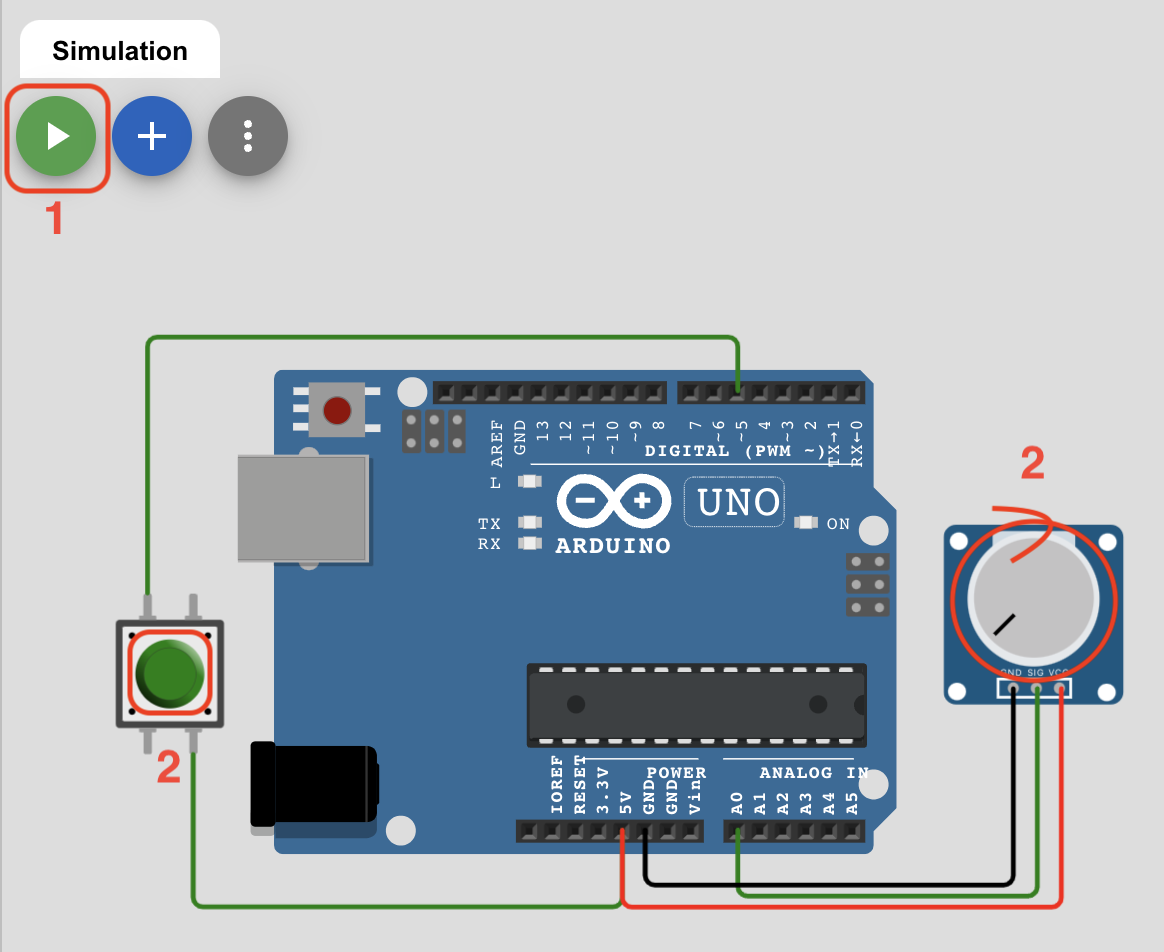 Simulation
1
AREF
GND
13
12
~11
~10
~9
8
7
~6
~5
4
~3
2
TX→1
RX←0
DIGITAL (PWM ~)
L
TX
RX
UNO
ON
ARDUINO
2
GND SIG VCC
2
IOREF
RESET
3.3V
5V
GND
GND
Vin
POWER
ANALOG IN
A0
A1
A2
A3
A4
A5